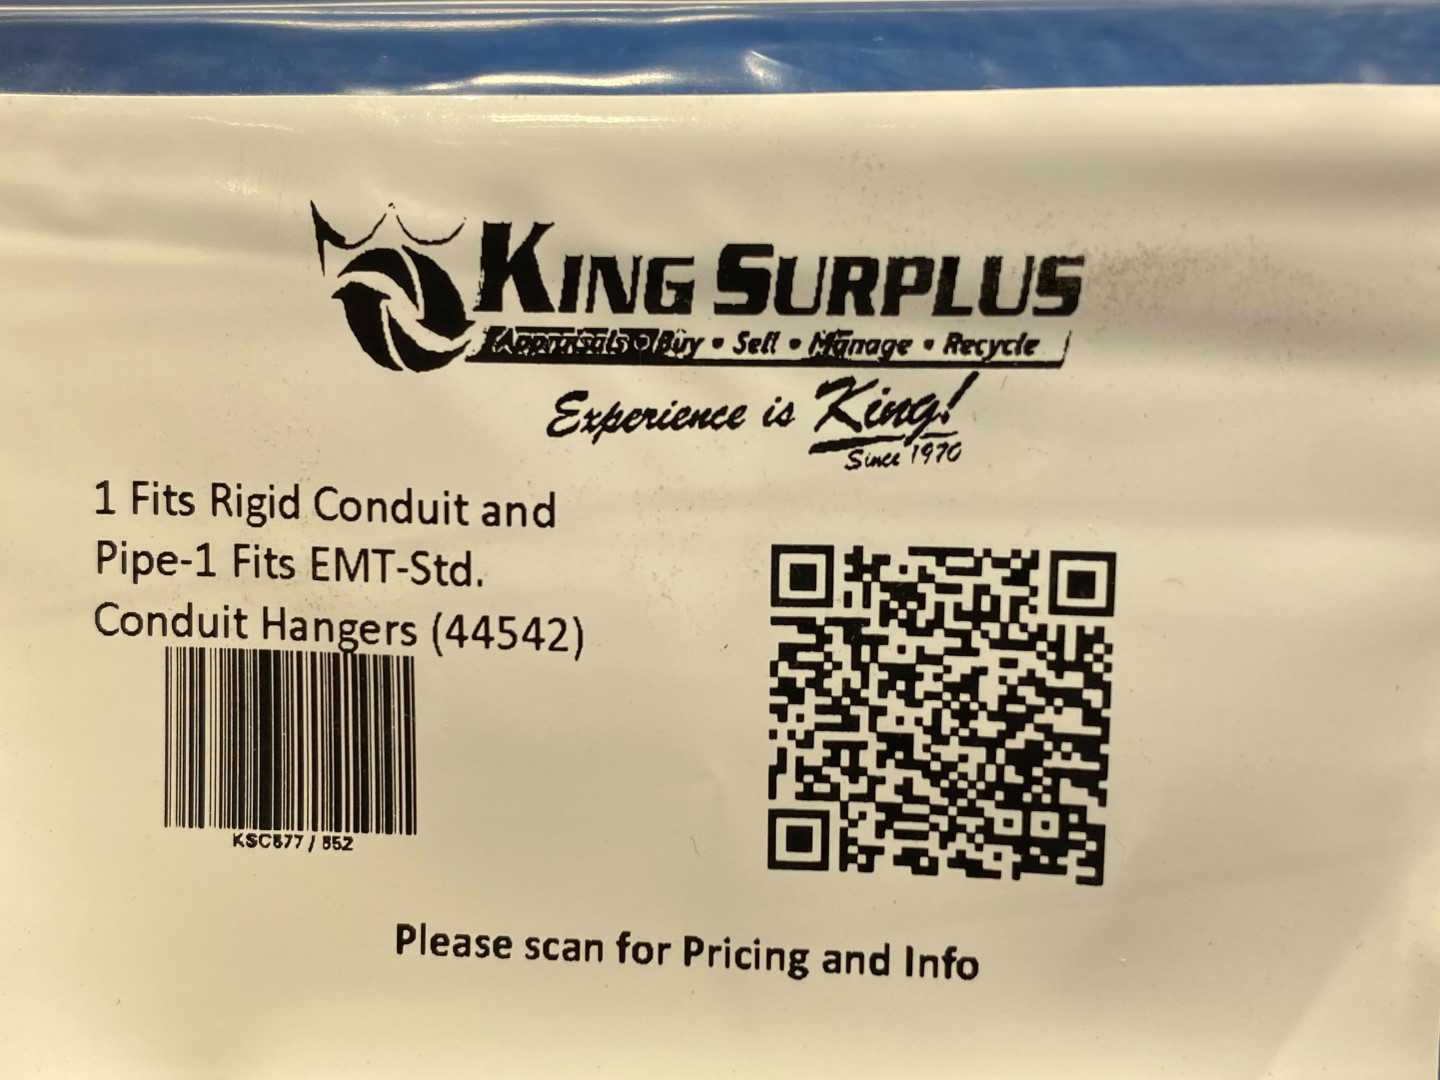 KING SURPLUS
Appraisals • Buy • Sell • Manage • Recycle
Experience is King!
Since 1970
1 Fits Rigid Conduit and
Pipe-1 Fits EMT-Std.
Conduit Hangers (44542)
KSC877 / 852
Please scan for Pricing and Info